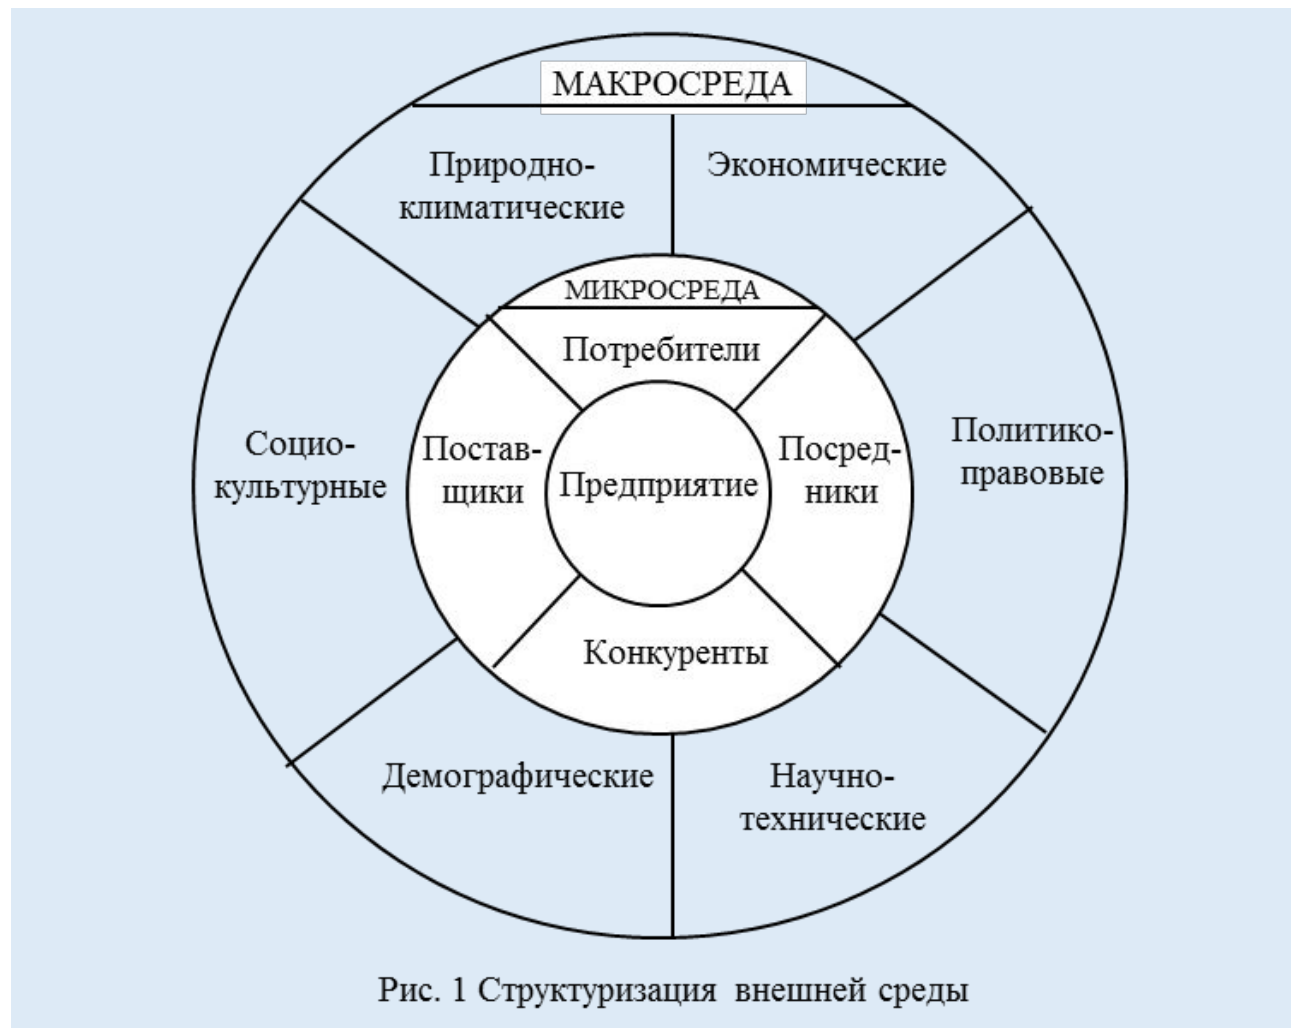 МАКРОСРЕДА
Природно-
климатические
Экономические
МИКРОСРЕДА
Потребители
Социо-
культурные
Постав-
щики
Предприятие
Посред-
ники
Политико-
правовые
Конкуренты
Демографические
Научно-
технические
Рис. 1 Структуризация внешней среды